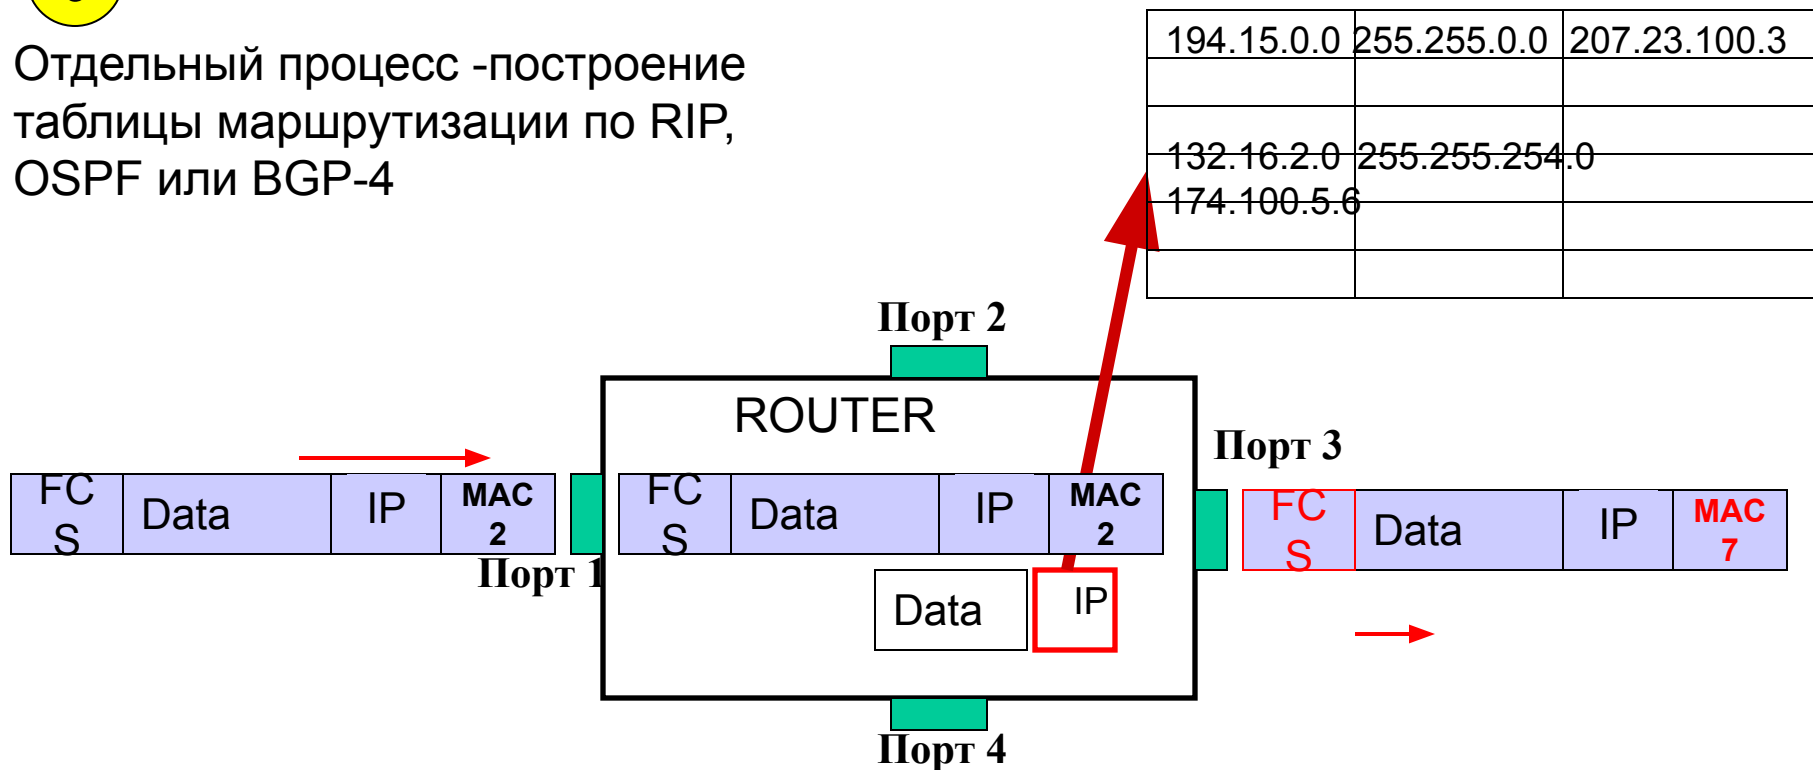 Отдельный процесс -построение
таблицы маршрутизации по RIP,
OSPF или BGP-4
194.15.0.0 255.255.0.0 207.23.100.3
132.16.2.0 255.255.254.0
174.100.5.6
Порт 2
ROUTER
Порт 3
FC
S
Data
IP
MAC
2
FC
S
Data
IP
MAC
2
FC
S
Data
IP
MAC
7
Порт 1
Data
IP
Порт 4